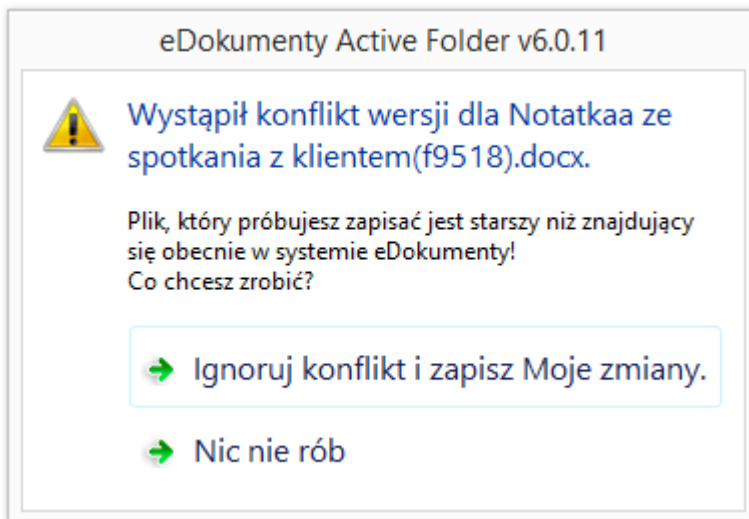 eDokumenty Active Folder v6.0.11
Wystąpił konflikt wersji dla Notatkaa ze
spotkania z klientem(f9518).docx.
Plik, który próbujesz zapisać jest starszy niż znajdujący
się obecnie w systemie eDokumenty!
Co chcesz zrobić?
Ignoruj konflikt i zapisz Moje zmiany.
Nic nie rób